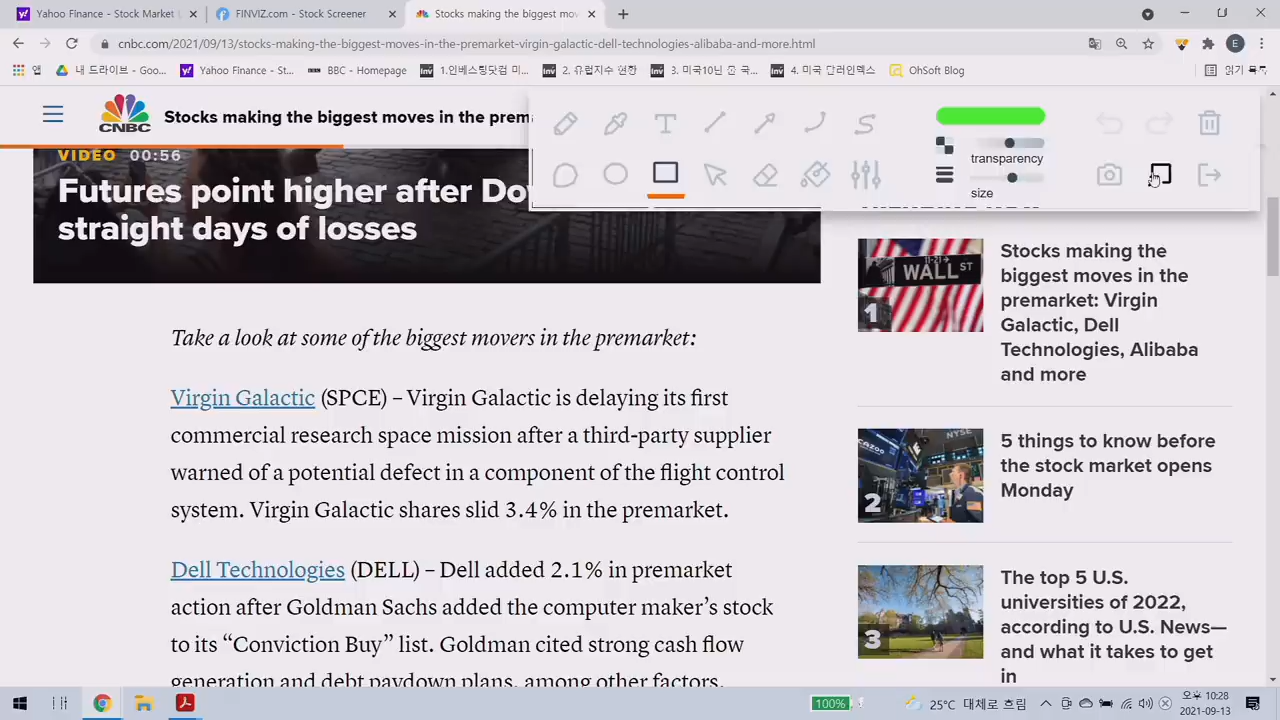 Yahoo Finance - Stock Market
FINVIZ.com - Stock Screener
Stocks making the biggest mov
cnbc.com/2021/09/13/stocks-making-the-biggest-moves-in-the-premarket-virgin-galactic-dell-technologies-alibaba-and-more.html
E
앱
내 드라이브 - Goo...
Yahoo Finance - St...
BBC - Homepage
1.인베스팅닷컴 미...
2. 유럽지수 현황
3. 미국10년 존 국...
4. 미국 달러인덱스
OhSoft Blog
읽기 목록
CNBC
Stocks making the biggest moves in the prem
transparency
size
VIDEO 00:56
Futures point higher after Do
straight days of losses
Take a look at some of the biggest movers in the premarket:
Virgin Galactic (SPCE) – Virgin Galactic is delaying its first
commercial research space mission after a third-party supplier
warned of a potential defect in a component of the flight control
system. Virgin Galactic shares slid 3.4% in the premarket.
Dell Technologies (DELL) – Dell added 2.1% in premarket
action after Goldman Sachs added the computer maker’s stock
to its “Conviction Buy” list. Goldman cited strong cash flow
generation and debt paydown plans, among other factors.
WALL ST
1
Stocks making the
biggest moves in the
premarket: Virgin
Galactic, Dell
Technologies, Alibaba
and more
NYSE
Cazoo
2
5 things to know before
the stock market opens
Monday
3
The top 5 U.S.
universities of 2022,
according to U.S. News—
and what it takes to get
in
100%
25°C 대체로 흐림
오후 10:28
2021-09-13